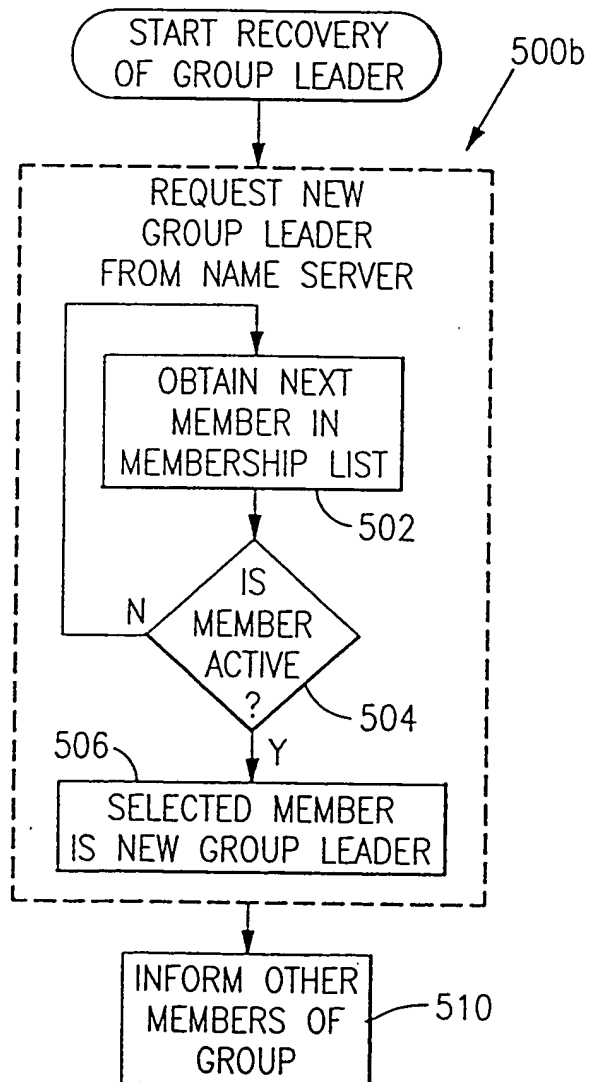 START RECOVERY
OF GROUP LEADER
500b
REQUEST NEW
GROUP LEADER
FROM NAME SERVER
OBTAIN NEXT
MEMBER IN
MEMBERSHIP LIST
502
IS
MEMBER
ACTIVE
?
N
504
Y
506
SELECTED MEMBER
IS NEW GROUP LEADER
INFORM OTHER
MEMBERS OF
GROUP
510